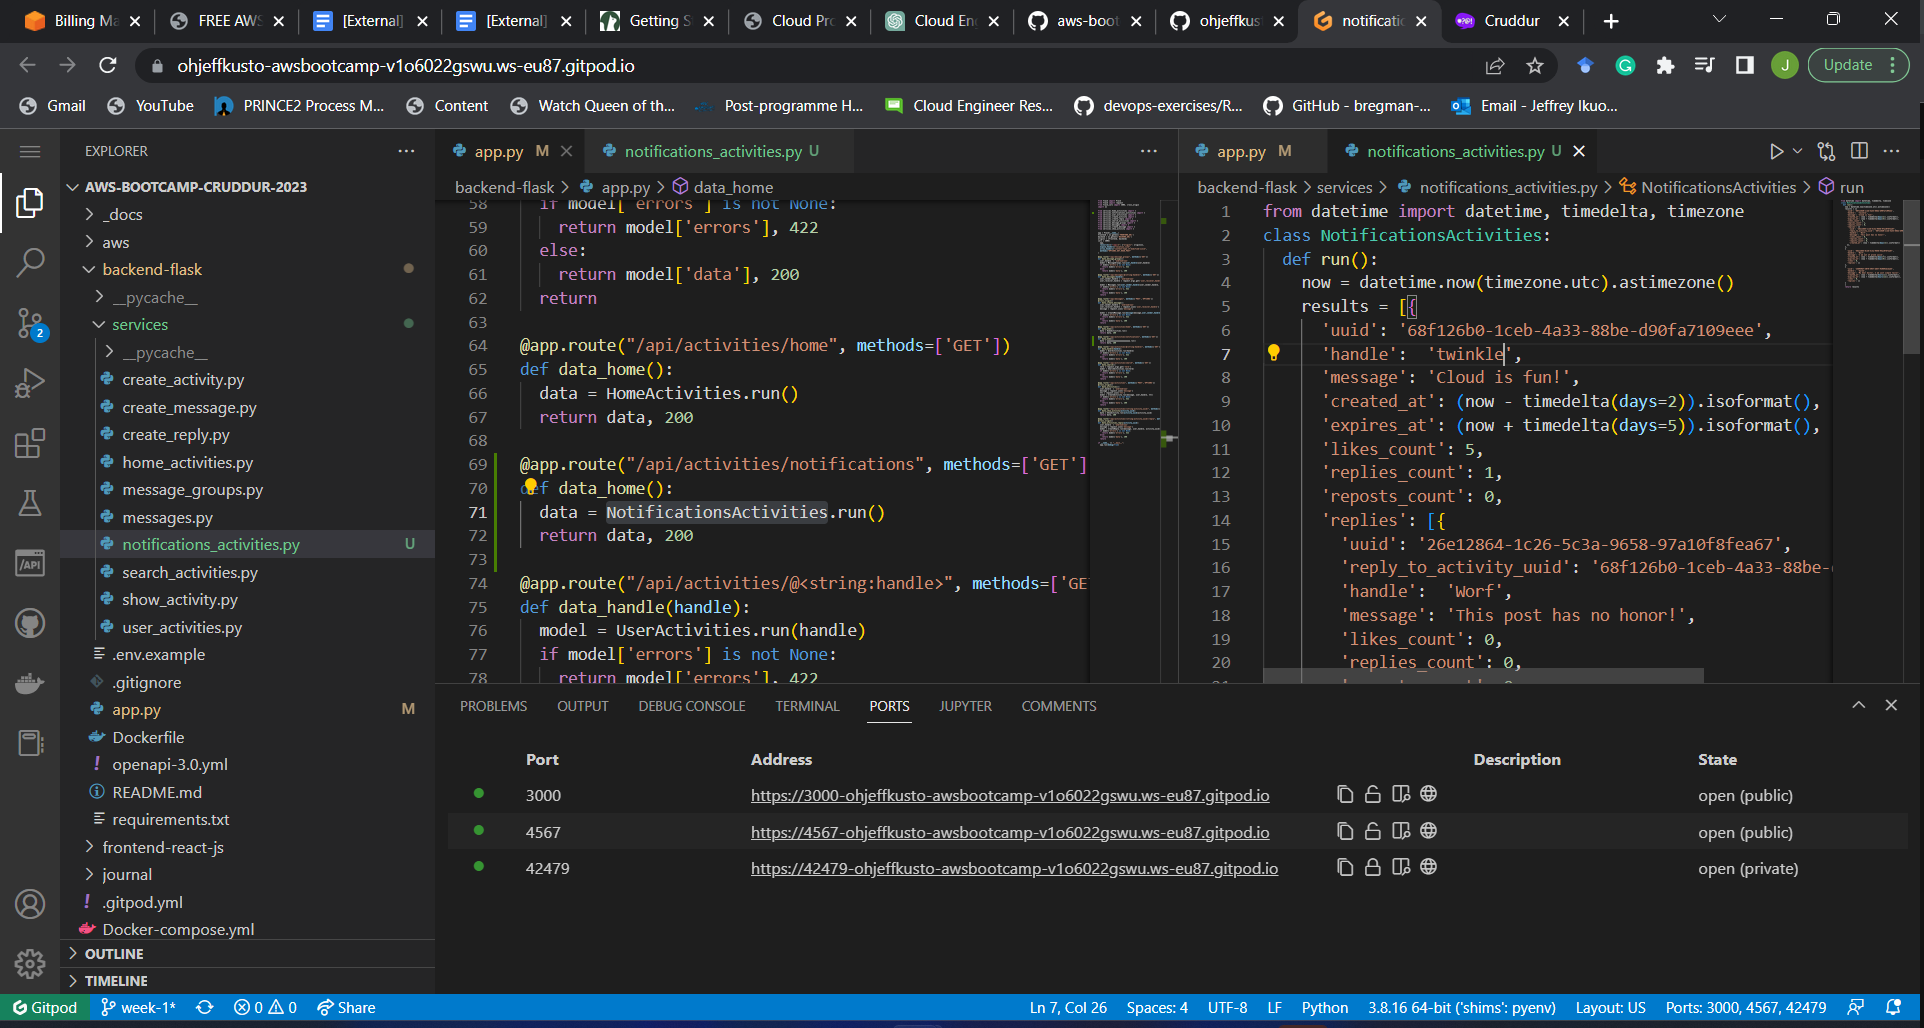 Billing Ma
FREE AWS
[External]
[External]
Getting S
Cloud Pro
Cloud En
aws-boot
ohjeffkus
notificatio
Cruddur
ohjeffkusto-awsbootcamp-v1o6022gswu.ws-eu87.gitpod.io
J
Update
Gmail
YouTube
PRINCE2 Process M...
Content
Watch Queen of th...
Post-programme H...
Cloud Engineer Res...
devops-exercises/R...
GitHub - bregman-...
Email - Jeffrey Ikuo...
EXPLORER
AWS-BOOTCAMP-CRUDDUR-2023
_docs
aws
backend-flask
__pycache__
services
__pycache__
create_activity.py
create_message.py
create_reply.py
home_activities.py
message_groups.py
messages.py
notifications_activities.py U
search_activities.py
show_activity.py
user_activities.py
.env.example
.gitignore
app.py M
Dockerfile
openapi-3.0.yml
README.md
requirements.txt
frontend-react-js
journal
.gitpod.yml
Docker-compose.yml
OUTLINE
TIMELINE
2
/API
app.py M
notifications_activities.py U
backend-flask > app.py > data_home
58 if model['errors'] is not None:
59 return model['errors'], 422
60 else:
61 return model['data'], 200
62 return
63
64 @app.route("/api/activities/home", methods=['GET'])
65 def data_home():
66 data = HomeActivities.run()
67 return data, 200
68
69 @app.route("/api/activities/notifications", methods=['GET']
70 def data_home():
71 data = NotificationsActivities.run()
72 return data, 200
73
74 @app.route("/api/activities/@<string:handle>", methods=['GE
75 def data_handle(handle):
76 model = UserActivities.run(handle)
77 if model['errors'] is not None:
78 return model['errors'], 422
app.py M
notifications_activities.py U
backend-flask > services > notifications_activities.py > NotificationsActivities > run
1 from datetime import datetime, timedelta, timezone
2 class NotificationsActivities:
3 def run():
4 now = datetime.now(timezone.utc).astimezone()
5 results = [{
6 'uuid': '68f126b0-1ceb-4a33-88be-d90fa7109eee',
7 'handle':  'twinkle',
8 'message': 'Cloud is fun!',
9 'created_at': (now - timedelta(days=2)).isoformat(),
10 'expires_at': (now + timedelta(days=5)).isoformat(),
11 'likes_count': 5,
12 'replies_count': 1,
13 'reposts_count': 0,
14 'replies': [{
15 'uuid': '26e12864-1c26-5c3a-9658-97a10f8fea67',
16 'reply_to_activity_uuid': '68f126b0-1ceb-4a33-88be-
17 'handle':  'Worf',
18 'message': 'This post has no honor!',
19 'likes_count': 0,
20 'replies_count': 0,
PROBLEMS
OUTPUT
DEBUG CONSOLE
TERMINAL
PORTS
JUPYTER
COMMENTS
Port Address Description State
3000 https://3000-ohjeffkusto-awsbootcamp-v1o6022gswu.ws-eu87.gitpod.io open (public)
4567 https://4567-ohjeffkusto-awsbootcamp-v1o6022gswu.ws-eu87.gitpod.io open (public)
42479 https://42479-ohjeffkusto-awsbootcamp-v1o6022gswu.ws-eu87.gitpod.io open (private)
Gitpod
week-1*
0 0
Share
Ln 7, Col 26
Spaces: 4
UTF-8
LF
Python
3.8.16 64-bit ('shims': pyenv)
Layout: US
Ports: 3000, 4567, 42479